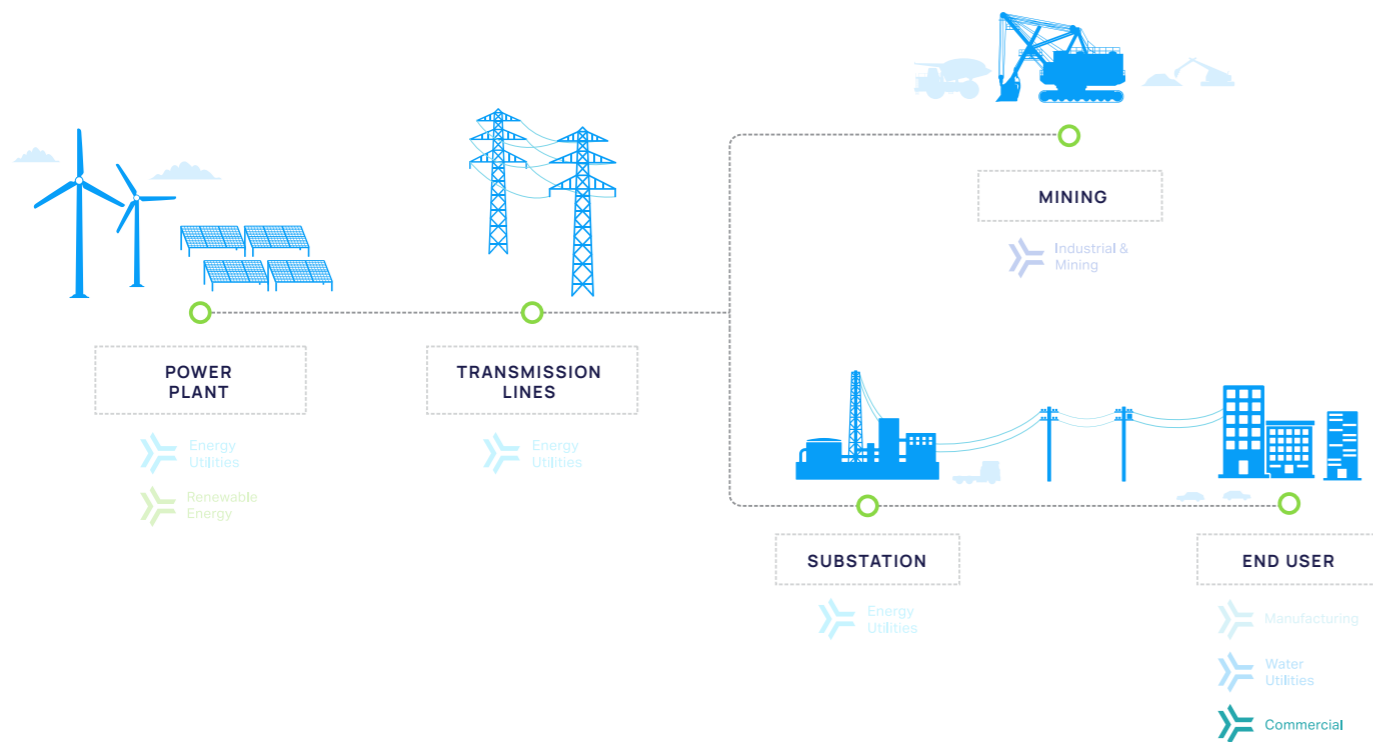 MINING
Industrial &
Mining
POWER
PLANT
Energy
Utilities
Renewable
Energy
TRANSMISSION
LINES
Energy
Utilities
SUBSTATION
Energy
Utilities
END USER
Manufacturing
Water
Utilities
Commercial